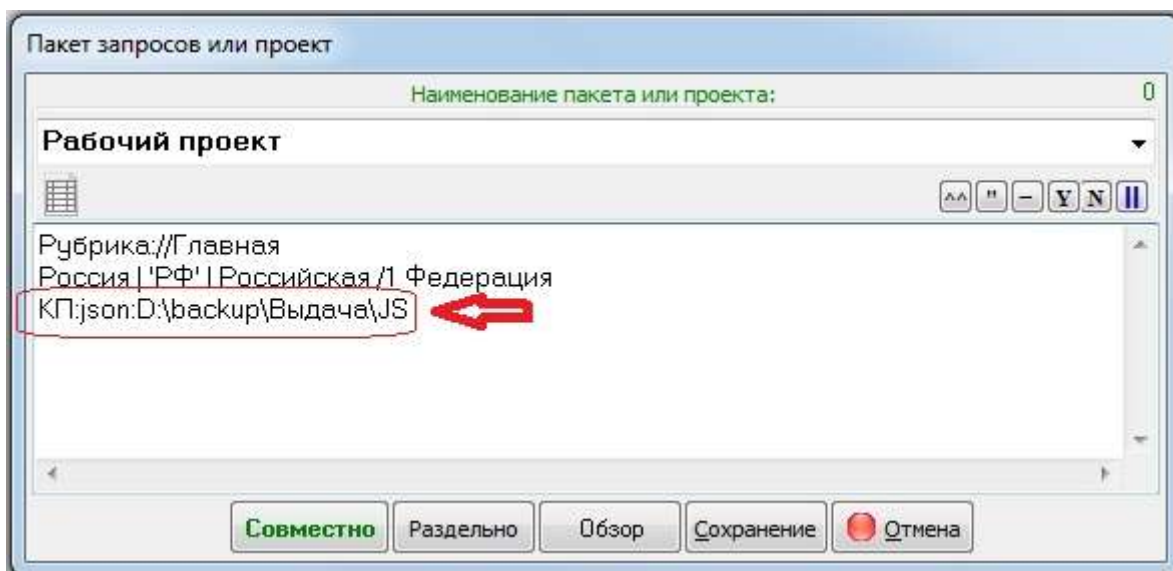 Пакет запросов или проект
Наименование пакета или проекта: 0
Рабочий проект
^^ " – Y N ||
Рубрика://Главная
Россия | 'РФ' | Российская /1 Федерация
КП:json:D:\backup\Выдача\JS
Совместно Раздельно Обзор Сохранение Отмена